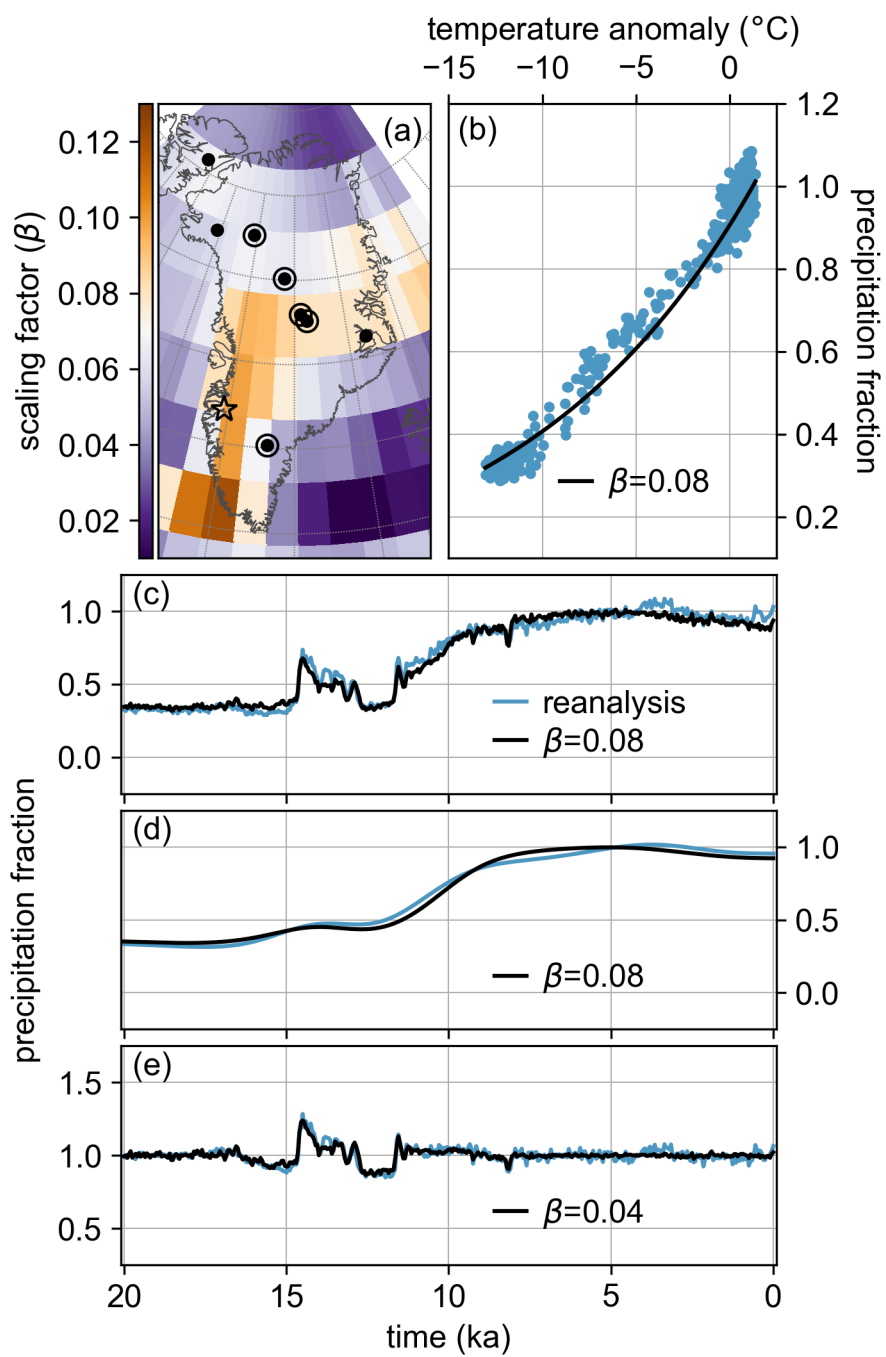 temperature anomaly (°C)
−15 −10 −5 0
(a)
(b)
0.12
0.10
0.08
0.06
0.04
0.02
scaling factor (β)
1.2
1.0
0.8
0.6
0.4
0.2
precipitation fraction
β=0.08
(c)
1.0
0.5
0.0
reanalysis
β=0.08
precipitation fraction
(d)
1.0
0.5
0.0
β=0.08
(e)
1.5
1.0
0.5
β=0.04
20 15 10 5 0
time (ka)